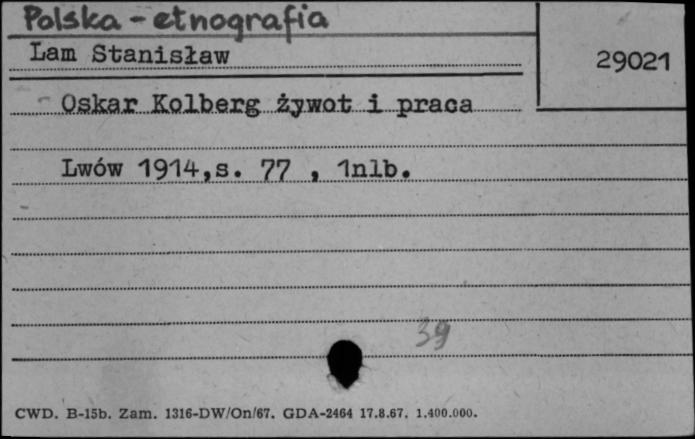 Polska - etnografia
Lam Stanisław
29021
Oskar Kolberg żywot i praca
Lwów 1914,s. 77 , 1nlb.
39
CWD. B-15b. Zam. 1316-DW/On/67. GDA-2464 17.8.67. 1.400.000.